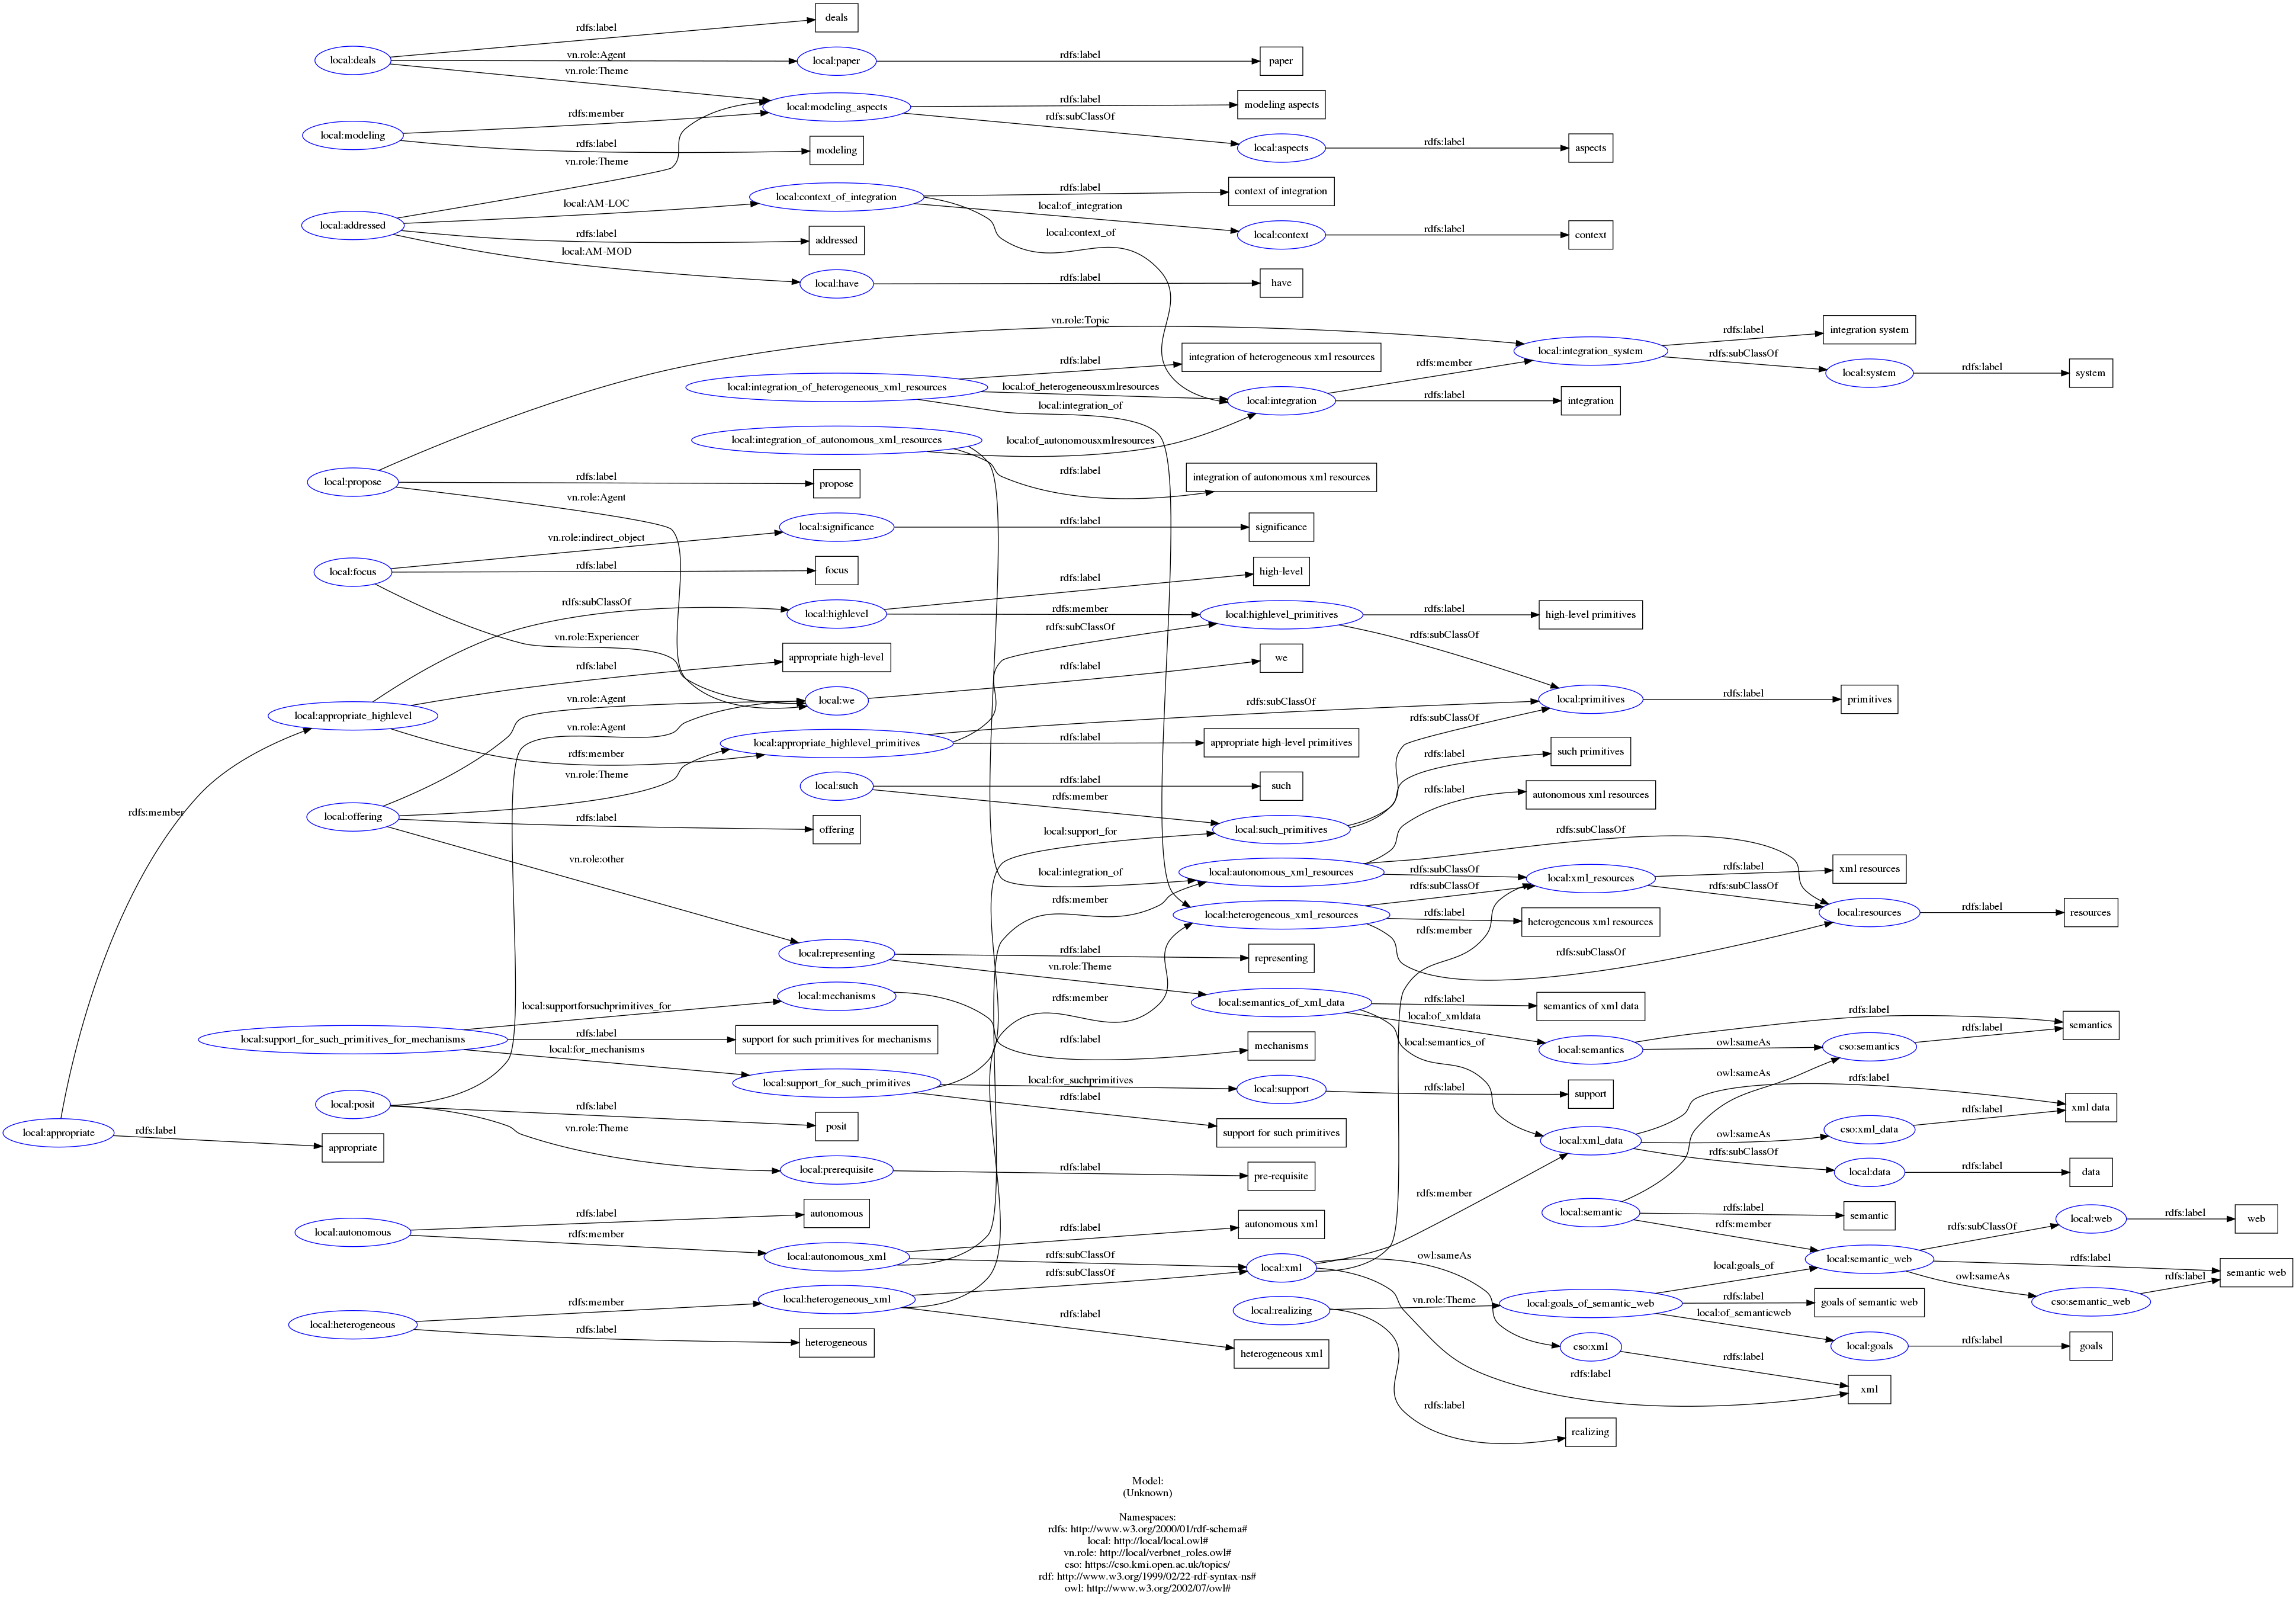 rdfs:label
deals
local:deals
vn.role:Agent
local:paper
rdfs:label
paper
vn.role:Theme
local:modeling_aspects
rdfs:label
modeling aspects
rdfs:member
rdfs:subClassOf
local:modeling
rdfs:label
modeling
local:aspects
rdfs:label
aspects
vn.role:Theme
local:AM-LOC
local:context_of_integration
rdfs:label
context of integration
local:of_integration
local:addressed
rdfs:label
addressed
local:context_of
local:context
rdfs:label
context
local:AM-MOD
local:have
rdfs:label
have
vn.role:Topic
local:integration_system
rdfs:label
integration system
rdfs:subClassOf
local:system
rdfs:label
system
rdfs:label
integration of heterogeneous xml resources
rdfs:member
local:integration_of_heterogeneous_xml_resources
local:of_heterogeneousxmlresources
local:integration
rdfs:label
integration
local:integration_of
local:integration_of_autonomous_xml_resources
local:of_autonomousxmlresources
rdfs:label
integration of autonomous xml resources
local:propose
rdfs:label
propose
vn.role:Agent
local:significance
rdfs:label
significance
vn.role:indirect_object
local:focus
rdfs:label
focus
rdfs:label
high-level
rdfs:subClassOf
local:highlevel
rdfs:member
local:highlevel_primitives
rdfs:label
high-level primitives
rdfs:subClassOf
rdfs:subClassOf
vn.role:Experiencer
rdfs:label
appropriate high-level
rdfs:label
we
vn.role:Agent
local:we
rdfs:subClassOf
local:primitives
rdfs:label
primitives
local:appropriate_highlevel
vn.role:Agent
rdfs:subClassOf
local:appropriate_highlevel_primitives
rdfs:label
appropriate high-level primitives
rdfs:member
rdfs:label
such primitives
vn.role:Theme
local:such
rdfs:label
such
rdfs:member
rdfs:label
autonomous xml resources
rdfs:member
local:offering
rdfs:label
offering
local:support_for
local:such_primitives
rdfs:subClassOf
vn.role:other
local:integration_of
local:autonomous_xml_resources
rdfs:subClassOf
local:xml_resources
rdfs:label
xml resources
rdfs:subClassOf
rdfs:subClassOf
rdfs:member
local:heterogeneous_xml_resources
rdfs:label
heterogeneous xml resources
local:resources
rdfs:label
resources
rdfs:member
rdfs:subClassOf
local:representing
rdfs:label
representing
vn.role:Theme
local:mechanisms
rdfs:member
local:semantics_of_xml_data
rdfs:label
semantics of xml data
local:of_xmldata
rdfs:label
semantics
local:supportforsuchprimitives_for
local:support_for_such_primitives_for_mechanisms
rdfs:label
support for such primitives for mechanisms
rdfs:label
mechanisms
local:semantics_of
local:semantics
owl:sameAs
cso:semantics
rdfs:label
local:for_mechanisms
local:support_for_such_primitives
local:for_suchprimitives
local:support
rdfs:label
support
owl:sameAs
rdfs:label
rdfs:label
local:posit
rdfs:label
posit
support for such primitives
rdfs:label
xml data
vn.role:Theme
local:xml_data
owl:sameAs
cso:xml_data
local:appropriate
rdfs:label
appropriate
rdfs:subClassOf
local:prerequisite
rdfs:label
pre-requisite
local:data
rdfs:label
data
rdfs:member
local:autonomous
rdfs:label
autonomous
rdfs:label
autonomous xml
local:semantic
rdfs:label
semantic
rdfs:member
rdfs:subClassOf
local:web
rdfs:label
web
rdfs:member
local:autonomous_xml
rdfs:subClassOf
local:xml
owl:sameAs
local:goals_of
local:semantic_web
rdfs:label
semantic web
rdfs:subClassOf
owl:sameAs
rdfs:label
cso:semantic_web
rdfs:member
local:heterogeneous_xml
local:heterogeneous
rdfs:label
heterogeneous
rdfs:label
heterogeneous xml
local:realizing
vn.role:Theme
local:goals_of_semantic_web
rdfs:label
goals of semantic web
local:of_semanticweb
local:goals
rdfs:label
goals
cso:xml
rdfs:label
rdfs:label
xml
rdfs:label
realizing
Model:
(Unknown)
Namespaces:
rdfs: http://www.w3.org/2000/01/rdf-schema#
local: http://local/local.owl#
vn.role: http://local/verbnet_roles.owl#
cso: https://cso.kmi.open.ac.uk/topics/
rdf: http://www.w3.org/1999/02/22-rdf-syntax-ns#
owl: http://www.w3.org/2002/07/owl#